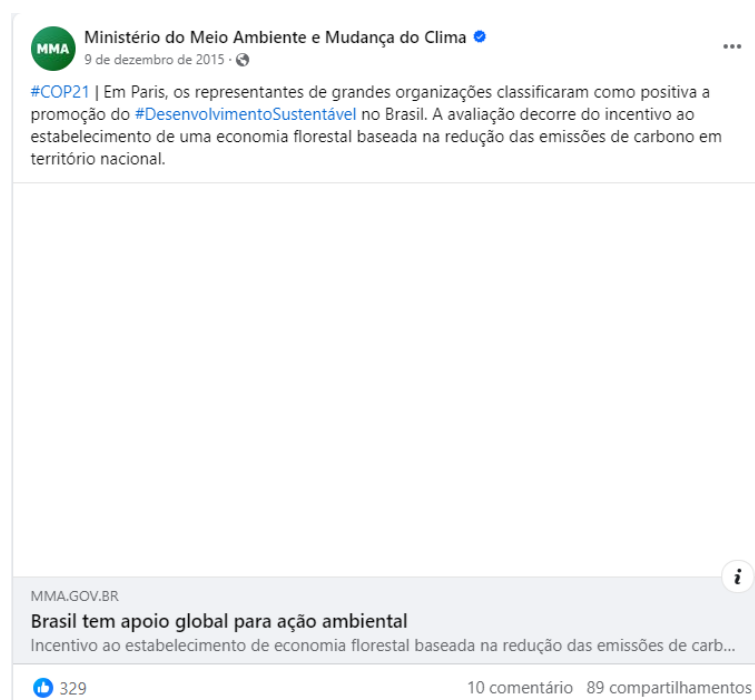 MMA
Ministério do Meio Ambiente e Mudança do Clima
9 de dezembro de 2015 ·
#COP21 | Em Paris, os representantes de grandes organizações classificaram como positiva a
promoção do #DesenvolvimentoSustentável no Brasil. A avaliação decorre do incentivo ao
estabelecimento de uma economia florestal baseada na redução das emissões de carbono em
território nacional.
MMA.GOV.BR
Brasil tem apoio global para ação ambiental
Incentivo ao estabelecimento de economia florestal baseada na redução das emissões de carb...
329
10 comentário 89 compartilhamentos